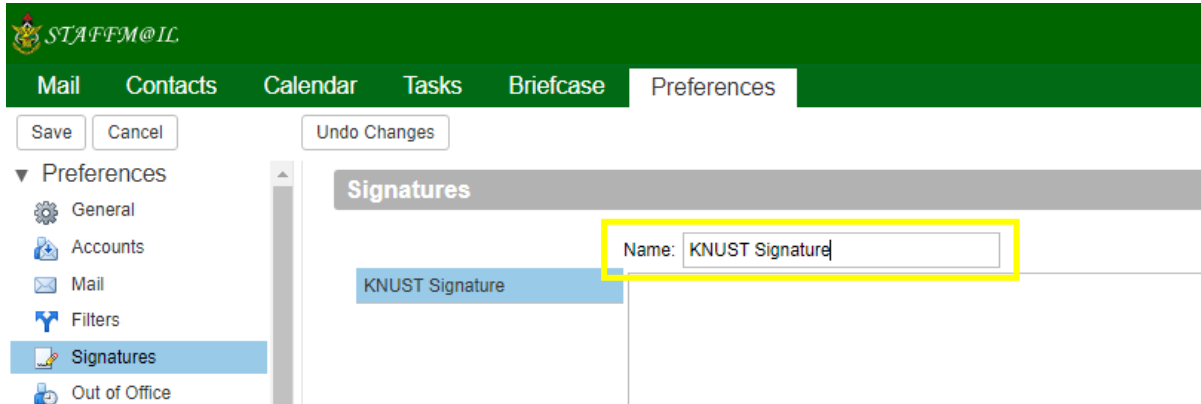 STAFFM@IL
Mail Contacts Calendar Tasks Briefcase Preferences
Save Cancel Undo Changes
Preferences
General
Accounts
Mail
Filters
Signatures
Out of Office
Signatures
Name: KNUST Signature
KNUST Signature